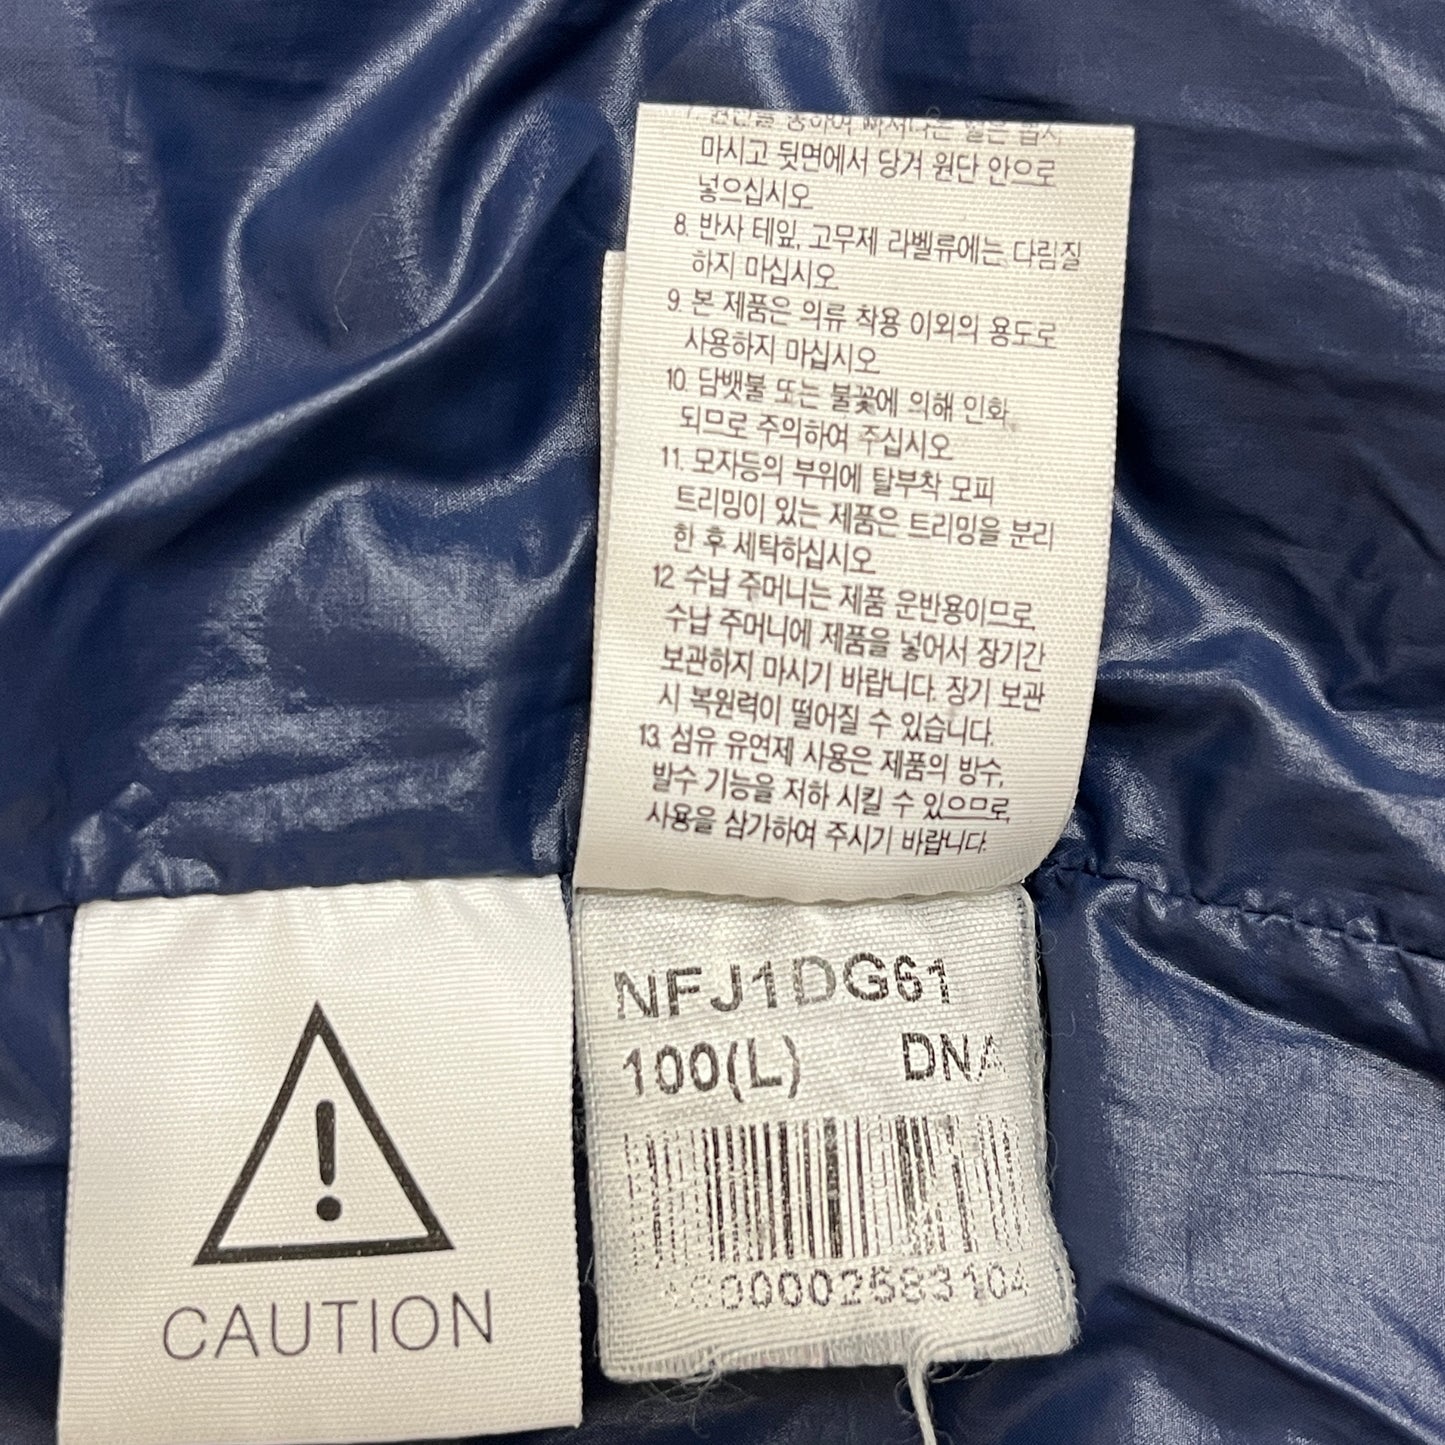 마시고 뒷면에서 당겨 원단 안으로
넣으십시오
8. 반사 테잎, 고무제 라벨류에는 다림질
하지 마십시오
9. 본 제품은 의류 착용 이외의 용도로
사용하지 마십시오
10. 담뱃불 또는 불꽃에 의해 인화
되므로 주의하여 주십시오
11. 모자등의 부위에 탈부착 모피
트리밍이 있는 제품은 트리밍을 분리
한 후 세탁하십시오
12. 수납 주머니는 제품 운반용이므로,
수납 주머니에 제품을 넣어서 장기간
보관하지 마시기 바랍니다. 장기 보관
시 복원력이 떨어질 수 있습니다.
13. 섬유 유연제 사용은 제품의 방수,
발수 기능을 저하 시킬 수 있으므로,
사용을 삼가하여 주시기 바랍니다.
NFJ1DG61
100(L) DNA
CAUTION